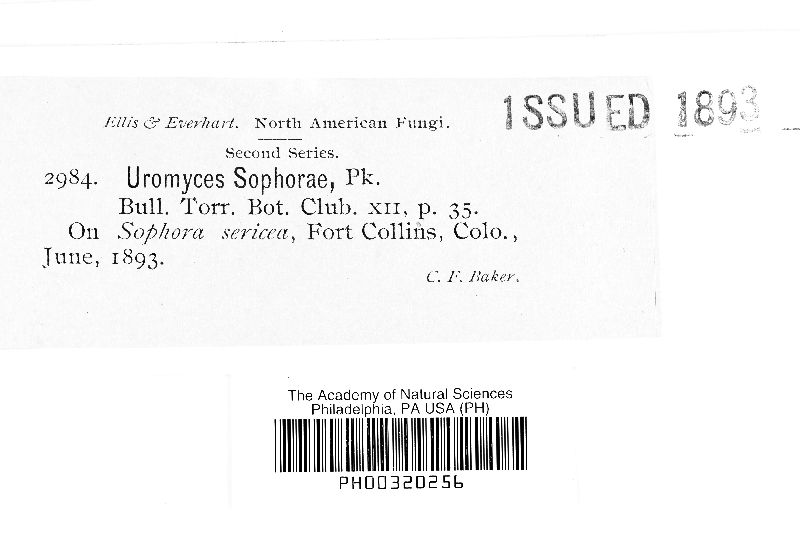 Ellis & Everhart. North American Fungi.
ISSUED 1893
Second Series.
2984. Uromyces Sophorae, Pk.
Bull. Torr. Bot. Club. XII, p. 35.
On Sophora sericea, Fort Collins, Colo.,
June, 1893.
C. F. Baker.
The Academy of Natural Sciences
Philadelphia, PA USA (PH)
PH00320256